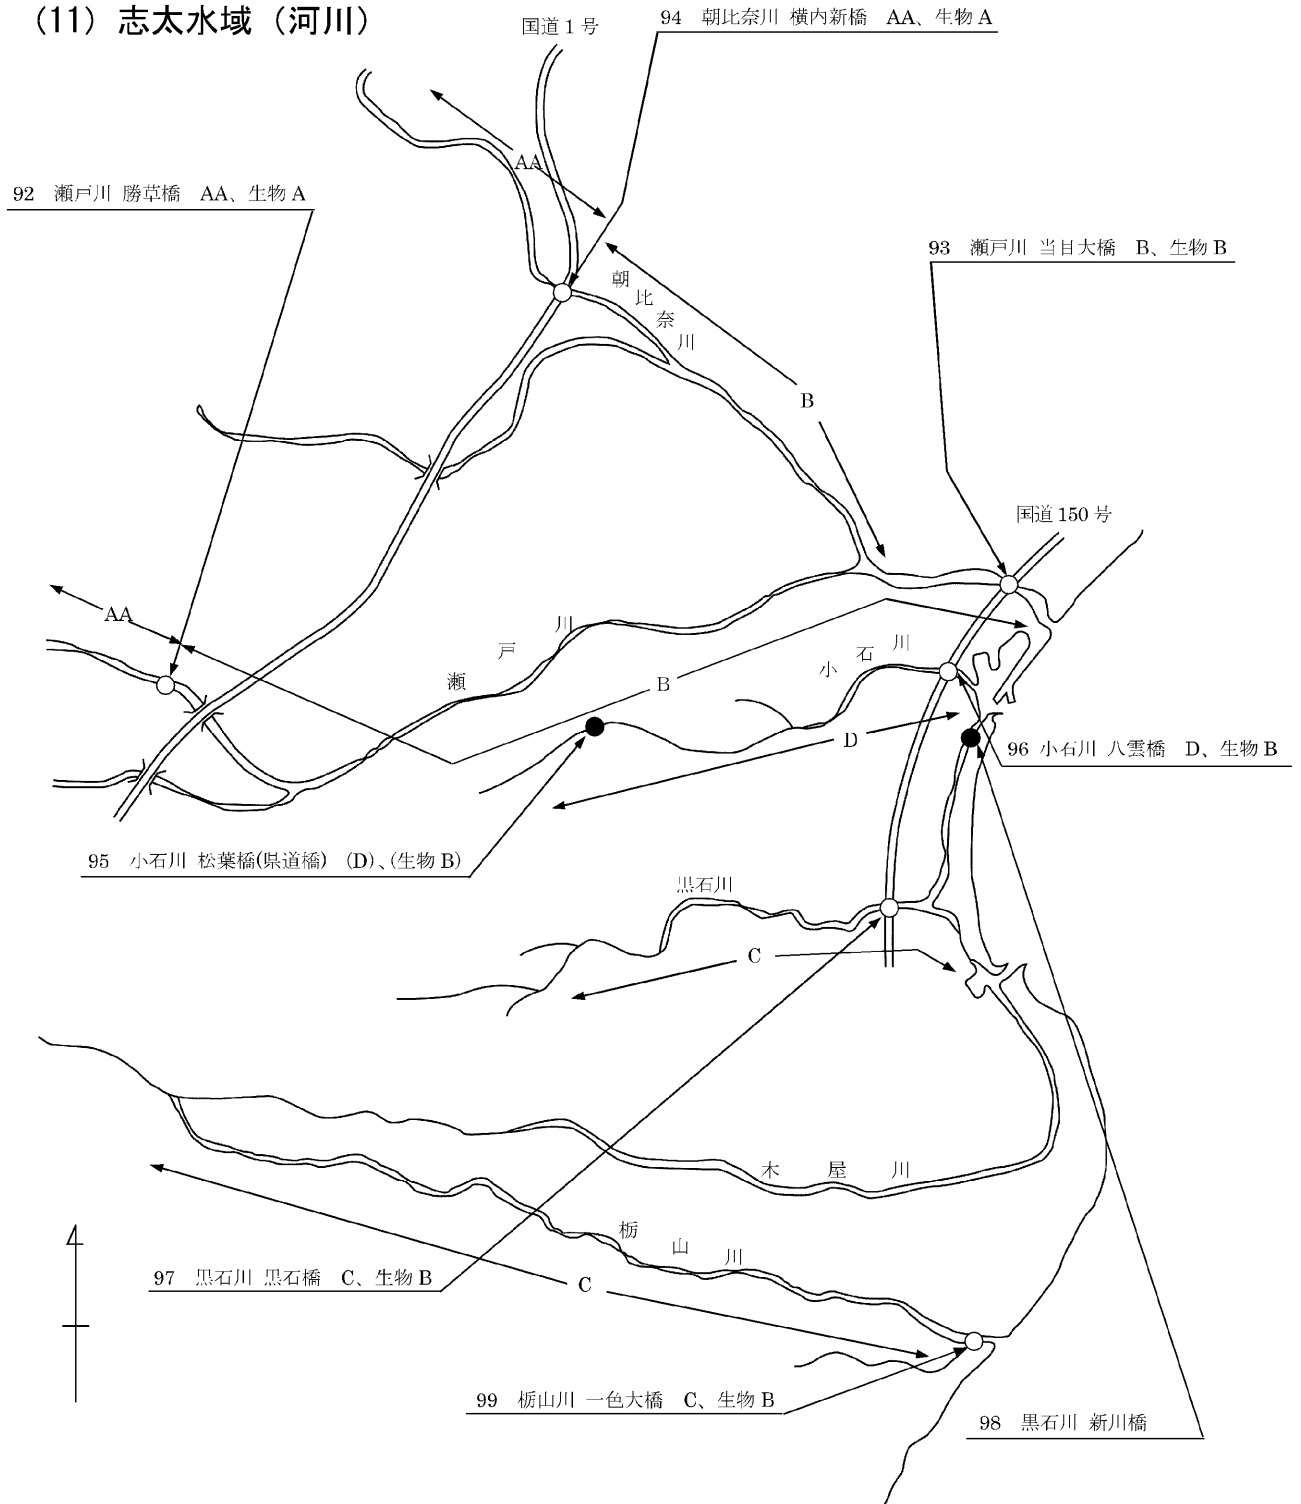 (11) 志太水域（河川）
国道1号
94 朝比奈川 横内新橋 AA、生物A
AA
92 瀬戸川 勝草橋 AA、生物A
93 瀬戸川 当目大橋 B、生物B
朝比奈川
B
国道150号
AA
瀬戸川
小石川
B
D
96 小石川 八雲橋 D、生物B
95 小石川 松葉橋(県道橋) (D)、(生物B)
黒石川
C
木屋川
栃山川
97 黒石川 黒石橋 C、生物B
C
99 栃山川 一色大橋 C、生物B
98 黒石川 新川橋